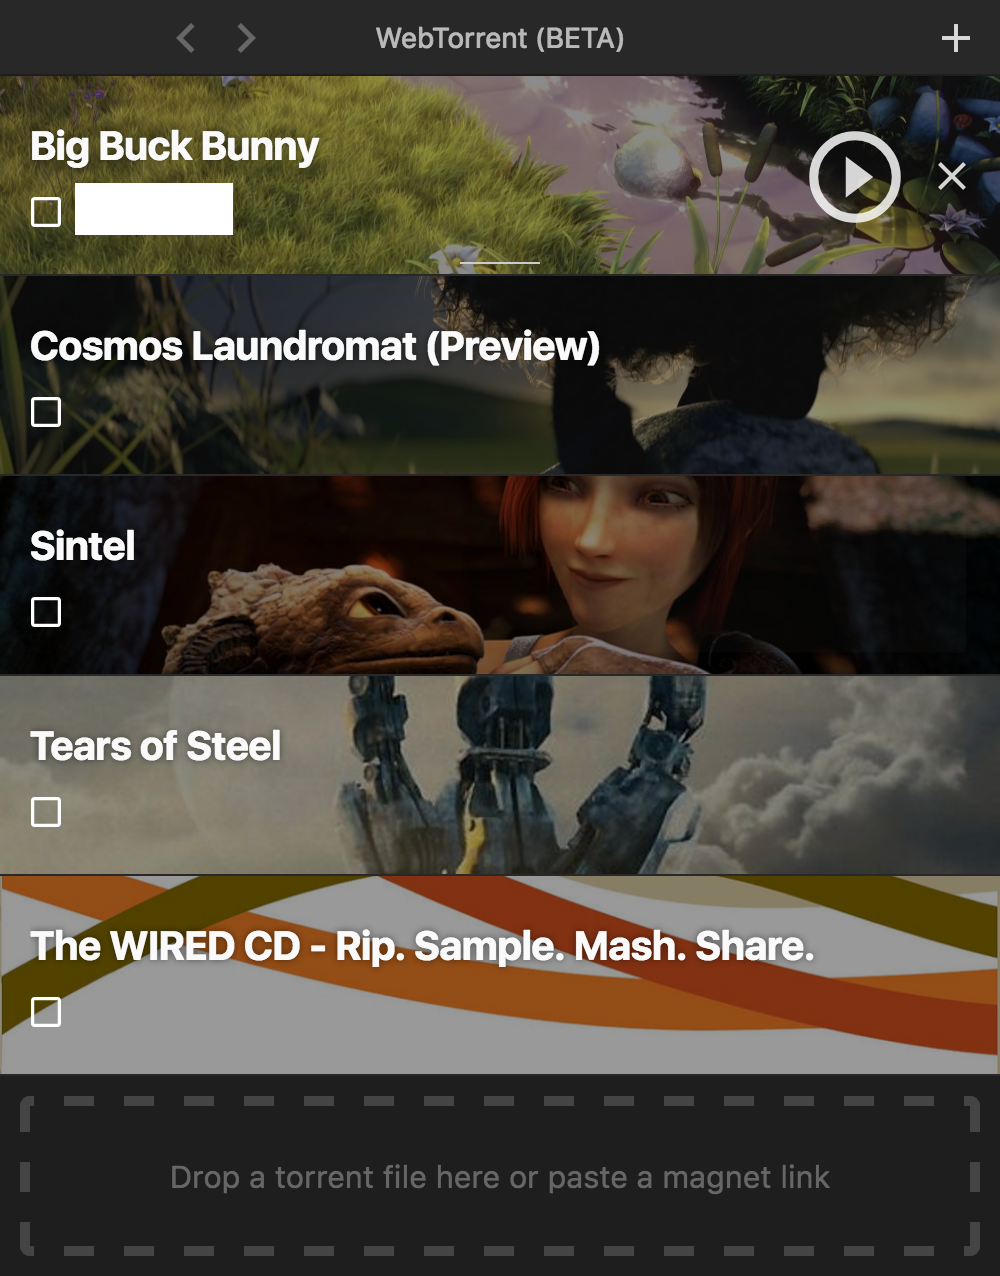 WebTorrent (BETA)
Big Buck Bunny
Cosmos Laundromat (Preview)
Sintel
Tears of Steel
The WIRED CD - Rip. Sample. Mash. Share.
Drop a torrent file here or paste a magnet link